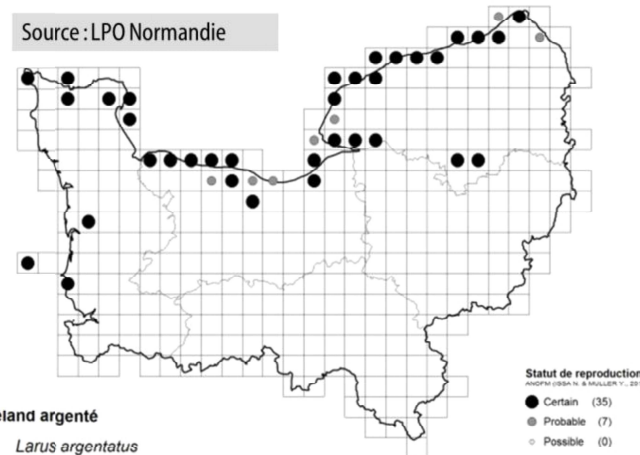 Source : LPO Normandie
Statut de reproduction
Certain (35)
Probable (7)
Possible (0)
eland argenté
Larus argentatus